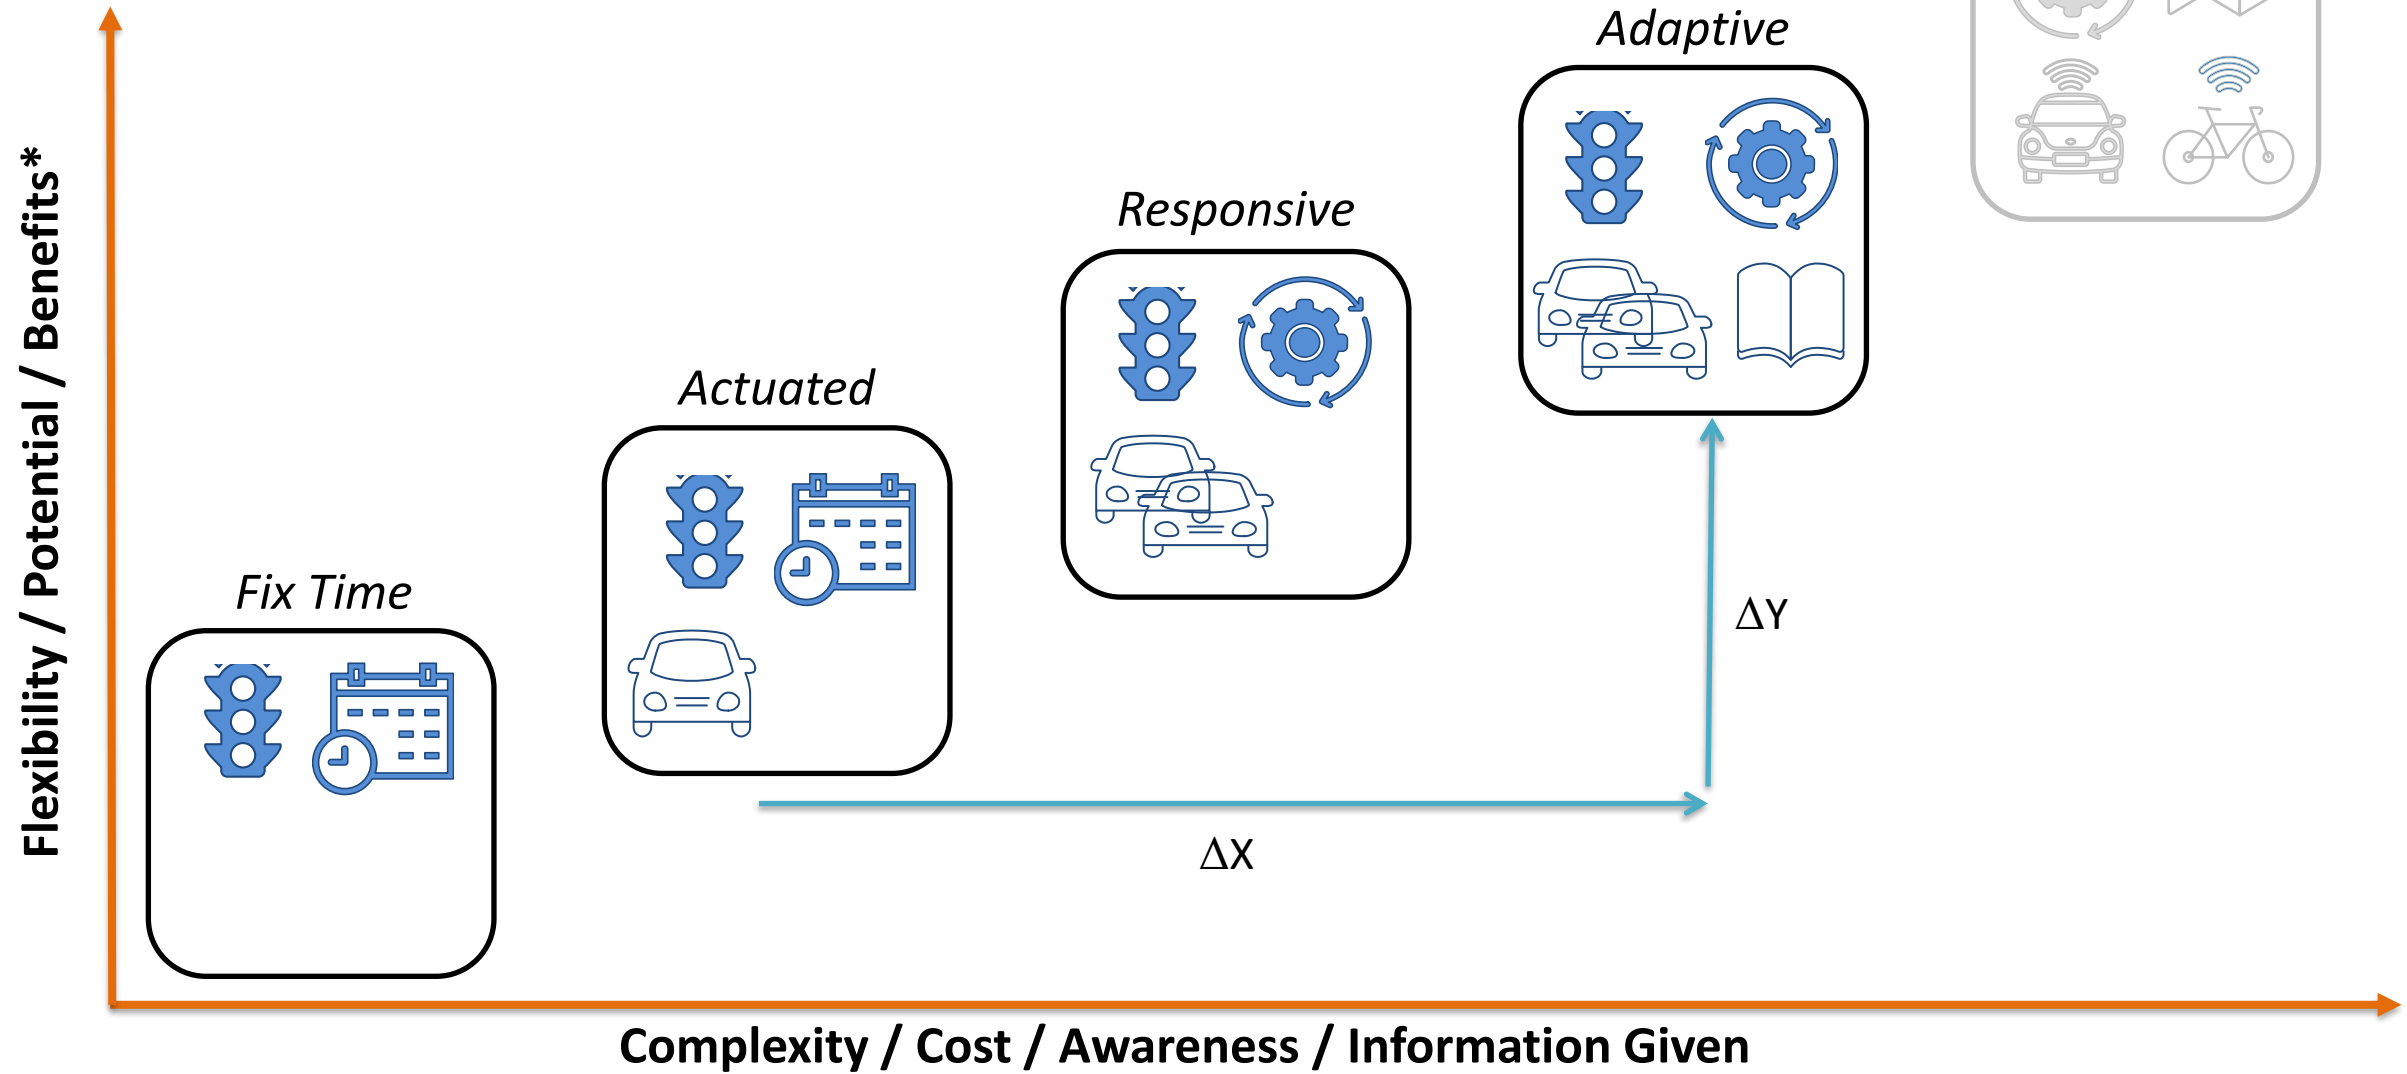 Adaptive
Responsive
Actuated
Fix Time
Flexibility / Potential / Benefits*
ΔY
ΔX
Complexity / Cost / Awareness / Information Given